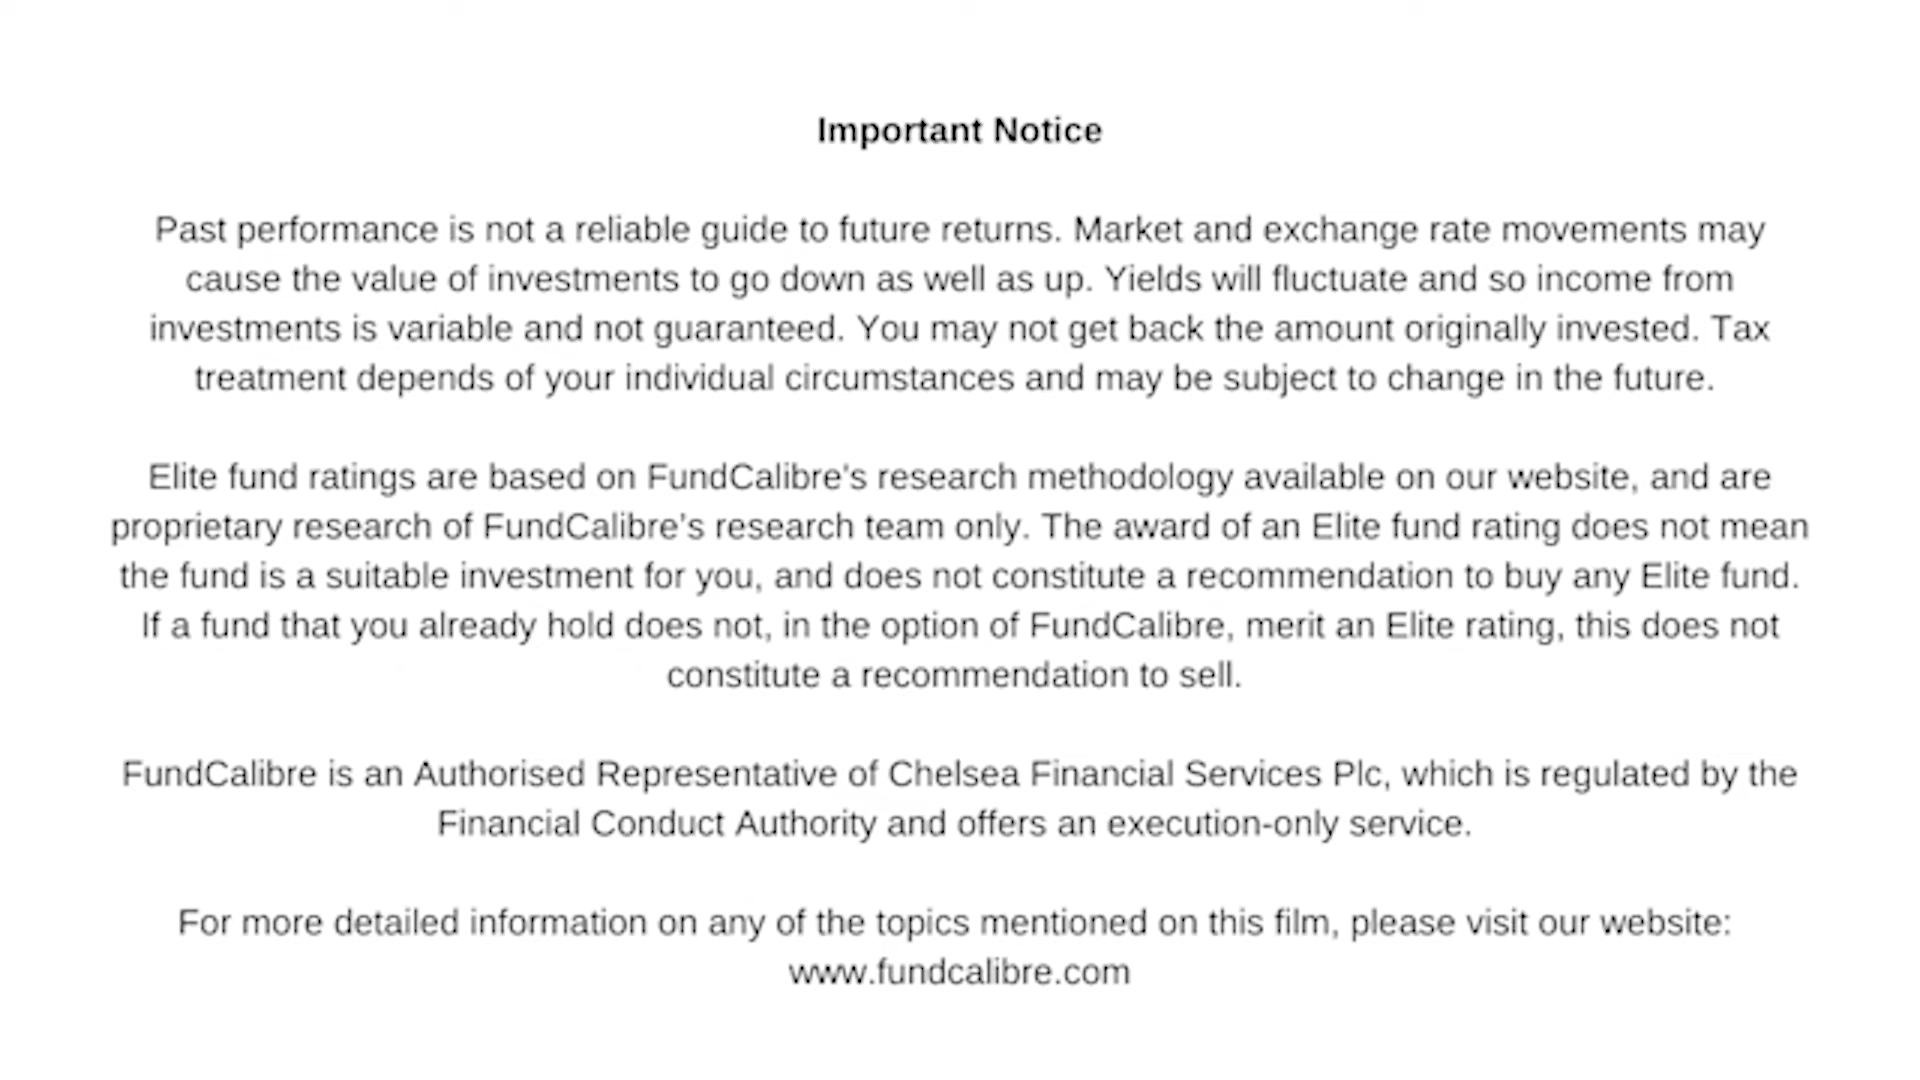 Important Notice
Past performance is not a reliable guide to future returns. Market and exchange rate movements may
cause the value of investments to go down as well as up. Yields will fluctuate and so income from
investments is variable and not guaranteed. You may not get back the amount originally invested. Tax
treatment depends of your individual circumstances and may be subject to change in the future.
Elite fund ratings are based on FundCalibre's research methodology available on our website, and are
proprietary research of FundCalibre's research team only. The award of an Elite fund rating does not mean
the fund is a suitable investment for you, and does not constitute a recommendation to buy any Elite fund.
If a fund that you already hold does not, in the option of FundCalibre, merit an Elite rating, this does not
constitute a recommendation to sell.
FundCalibre is an Authorised Representative of Chelsea Financial Services Plc, which is regulated by the
Financial Conduct Authority and offers an execution-only service.
For more detailed information on any of the topics mentioned on this film, please visit our website:
www.fundcalibre.com